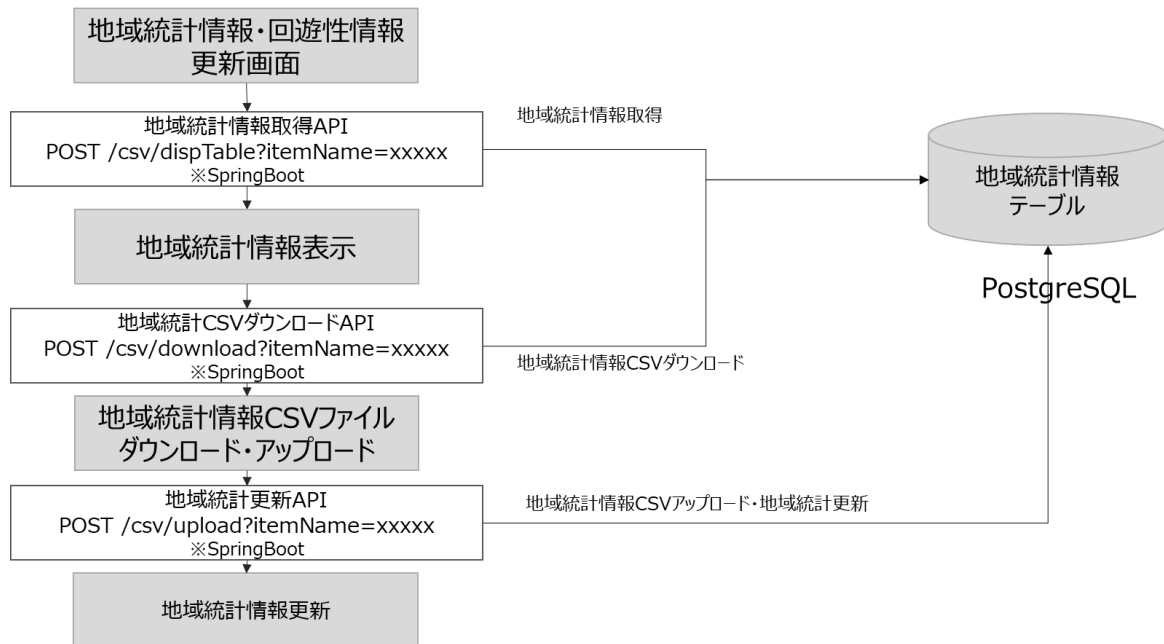 地域統計情報・回遊性情報
更新画面
地域統計情報取得API
POST /csv/dispTable?itemName=xxxxx
※SpringBoot
地域統計情報取得
地域統計情報
テーブル
地域統計情報表示
PostgreSQL
地域統計CSVダウンロードAPI
POST /csv/download?itemName=xxxxx
※SpringBoot
地域統計情報CSVダウンロード
地域統計情報CSVファイル
ダウンロード・アップロード
地域統計更新API
POST /csv/upload?itemName=xxxxx
※SpringBoot
地域統計情報CSVアップロード・地域統計更新
地域統計情報更新